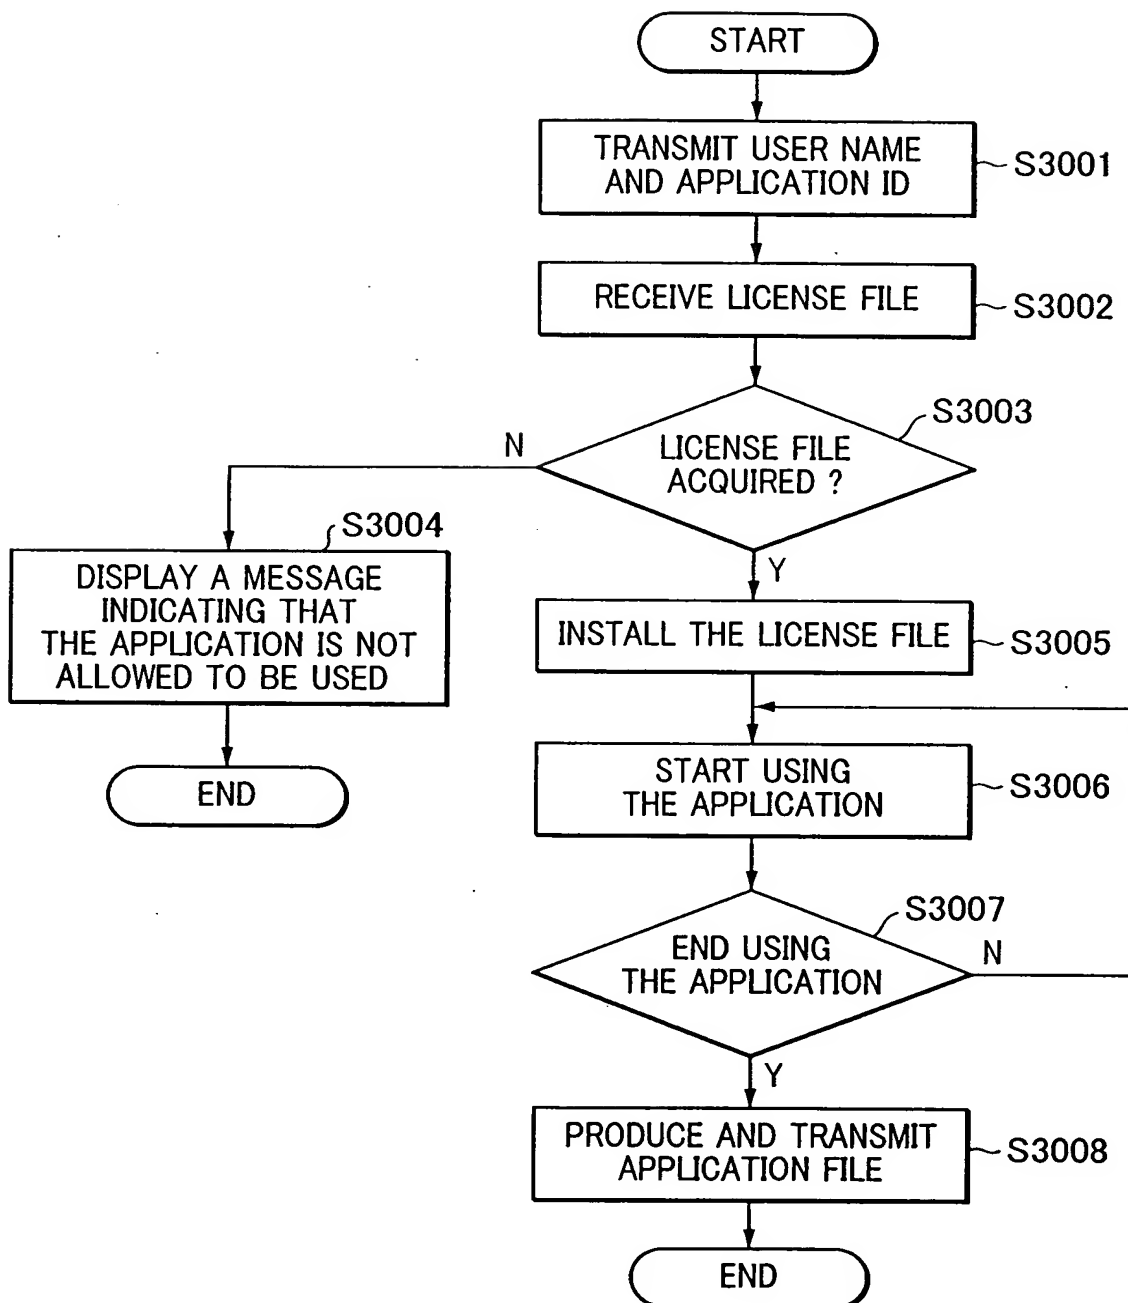 START
TRANSMIT USER NAME
AND APPLICATION ID
S3001
RECEIVE LICENSE FILE
S3002
S3003
LICENSE FILE
ACQUIRED ?
N
Y
S3004
DISPLAY A MESSAGE
INDICATING THAT
THE APPLICATION IS NOT
ALLOWED TO BE USED
END
INSTALL THE LICENSE FILE
S3005
START USING
THE APPLICATION
S3006
S3007
END USING
THE APPLICATION
N
Y
PRODUCE AND TRANSMIT
APPLICATION FILE
S3008
END